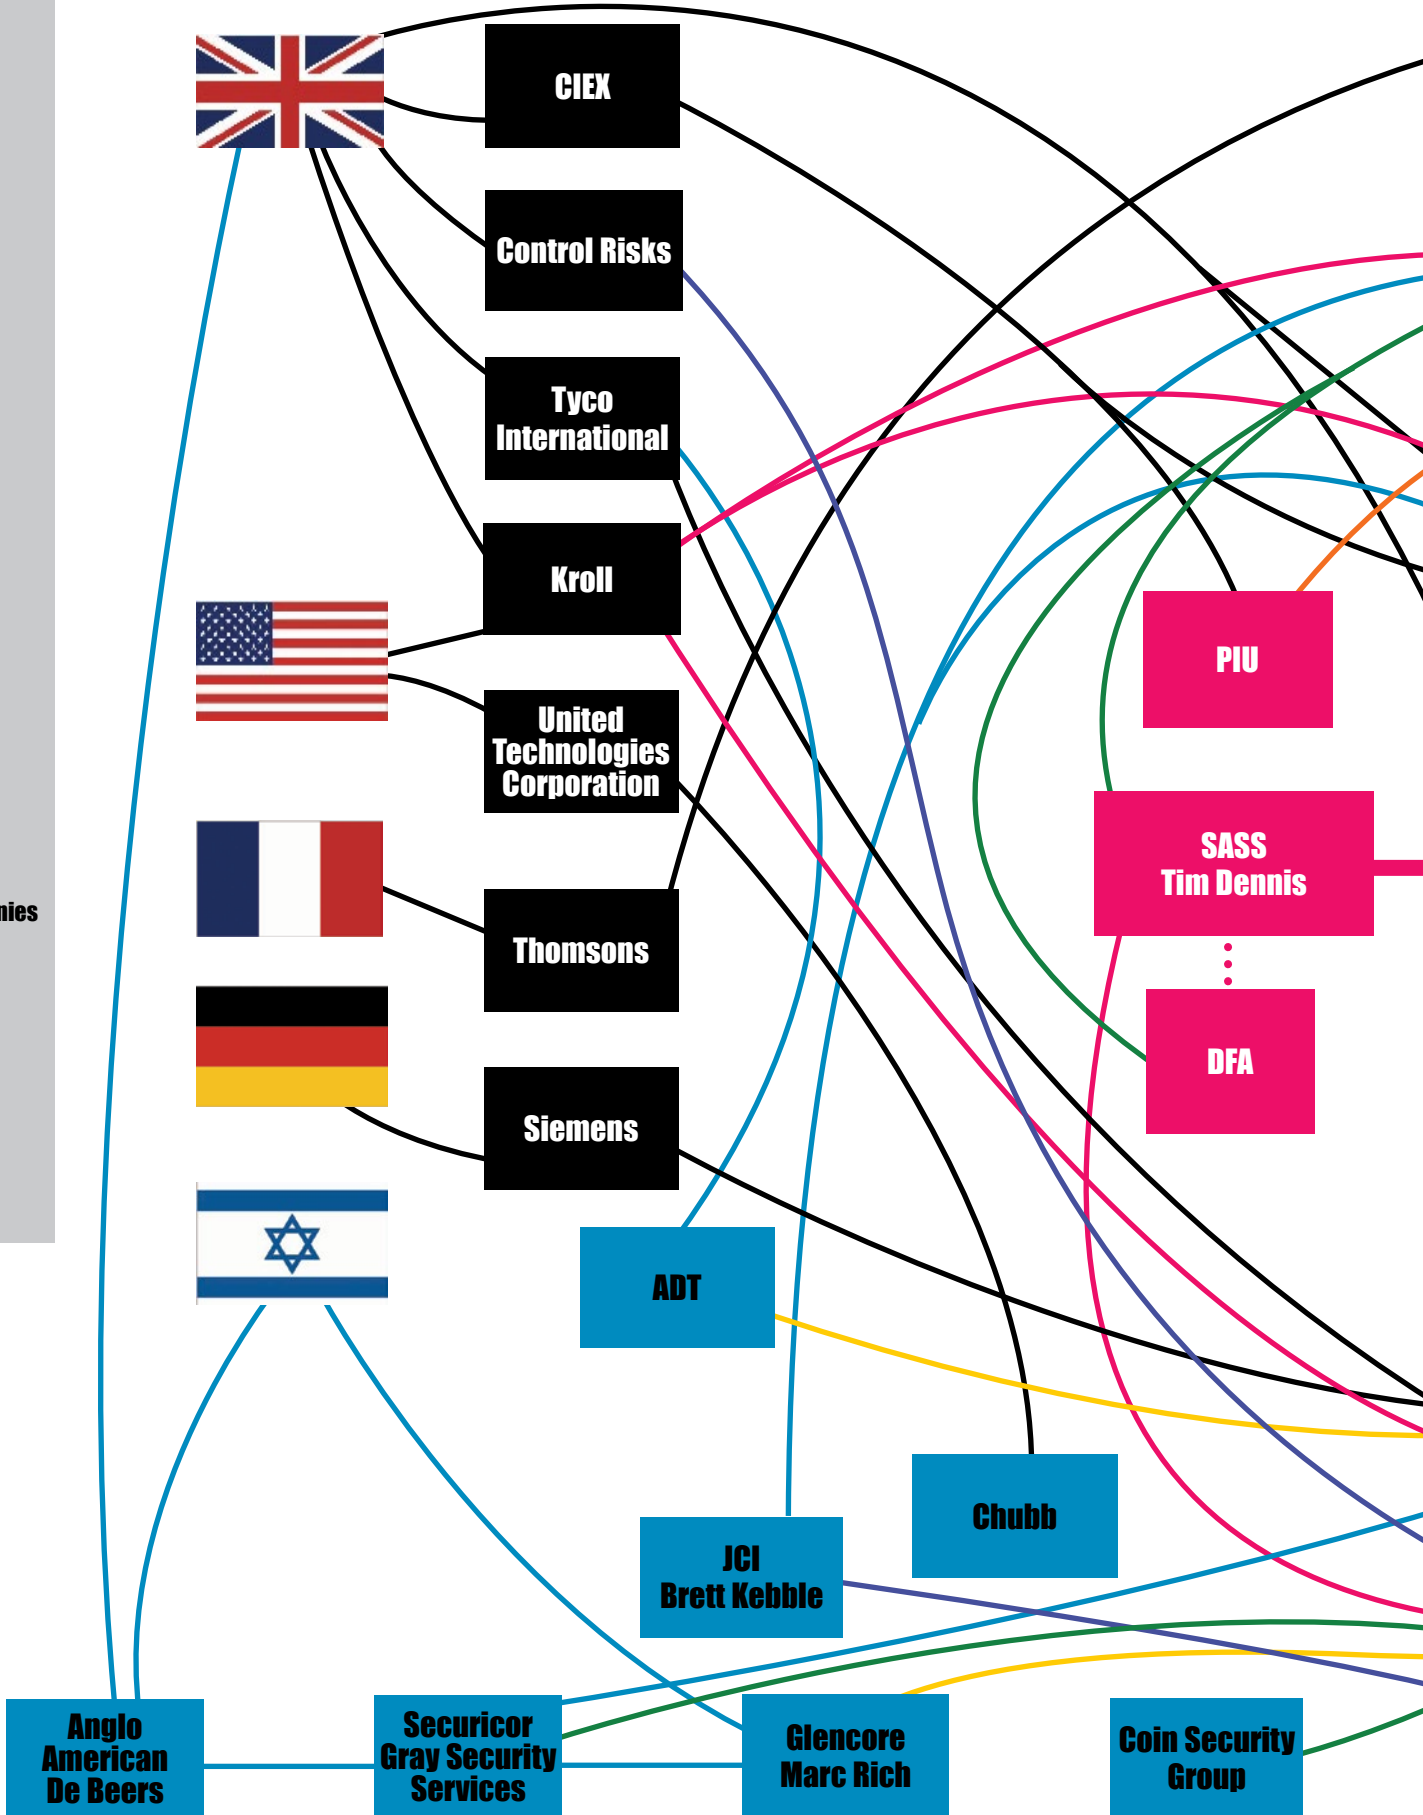 CIEX
Control Risks
Tyco
International
Kroll
PIU
United
Technologies
Corporation
SASS
Tim Dennis
nies
Thomsons
DFA
Siemens
ADT
Chubb
JCI
Brett Kebble
Anglo
American
De Beers
Securicor
Gray Security
Services
Glencore
Marc Rich
Coin Security
Group